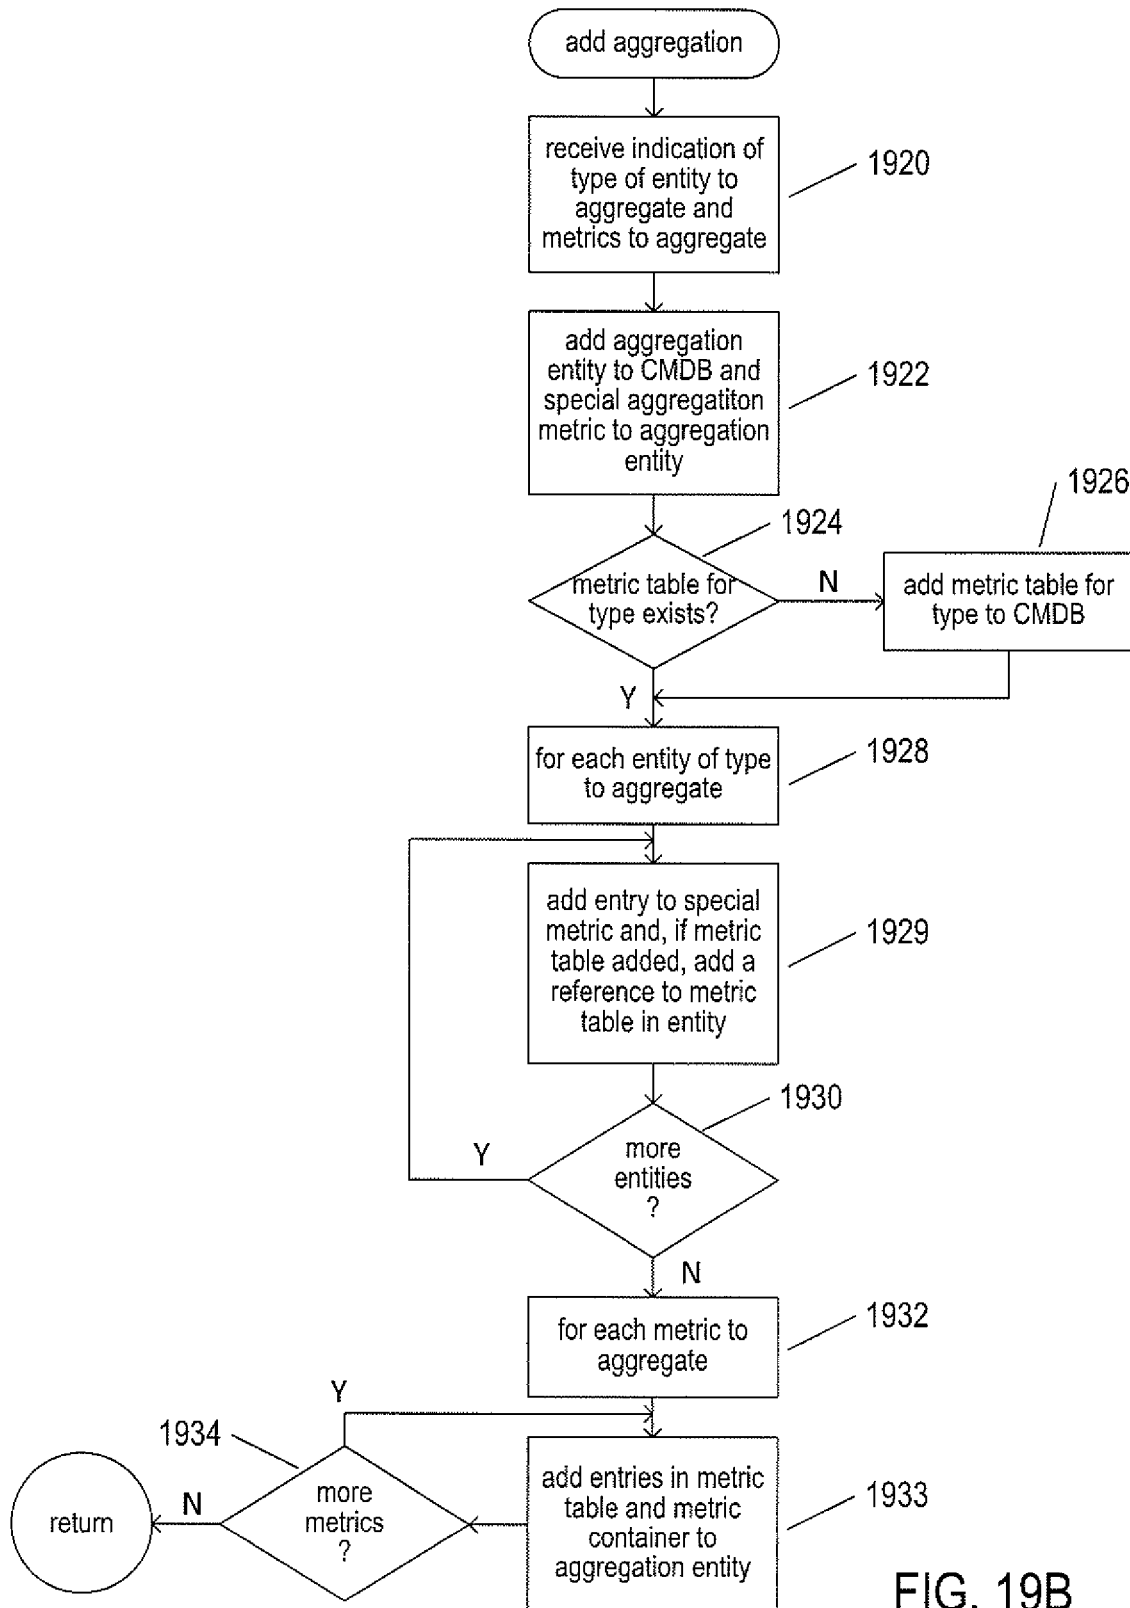 add aggregation
receive indication of
type of entity to
aggregate and
metrics to aggregate
1920
add aggregation
entity to CMDB and
special aggregatiton
metric to aggregation
entity
1922
1924
metric table for
type exists?
N
1926
add metric table for
type to CMDB
Y
for each entity of type
to aggregate
1928
add entry to special
metric and, if metric
table added, add a
reference to metric
table in entity
1929
1930
Y
more
entities
?
N
for each metric to
aggregate
1932
Y
1934
return
N
more
metrics
?
add entries in metric
table and metric
container to
aggregation entity
1933
FIG. 19B